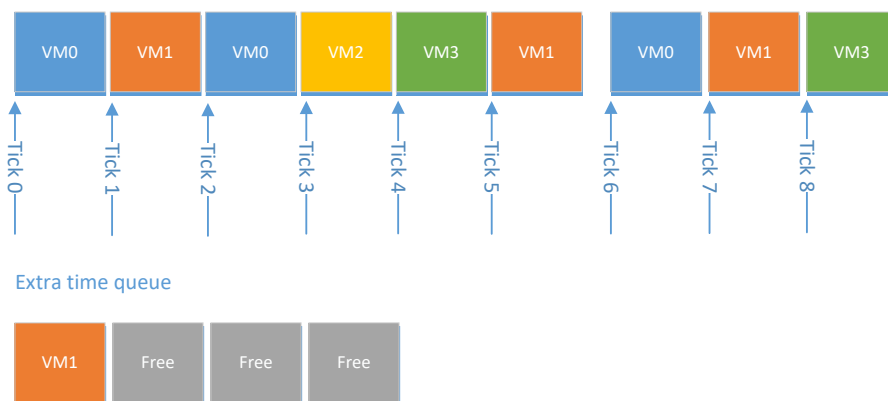 VM0 VM1 VM0 VM2 VM3 VM1 VM0 VM1 VM3
Tick 0 Tick 1 Tick 2 Tick 3 Tick 4 Tick 5 Tick 6 Tick 7 Tick 8
Extra time queue
VM1 Free Free Free